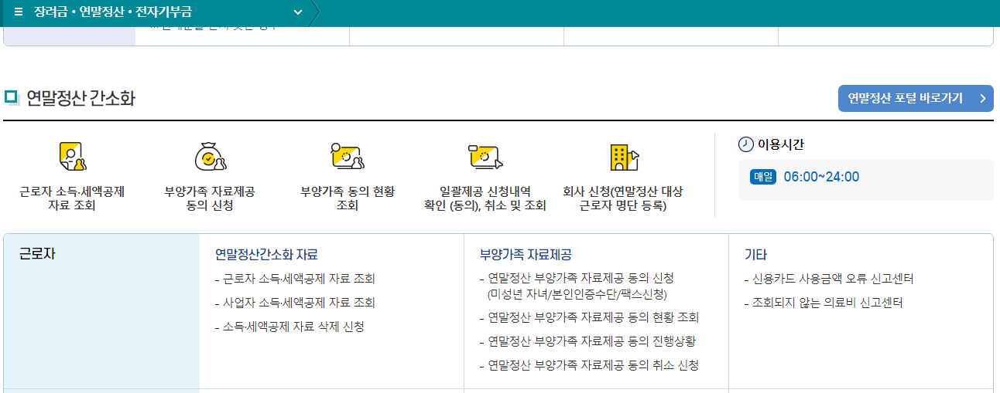 장려금 • 연말정산 • 전자기부금
연말정산 간소화
연말정산 포털 바로가기
근로자 소득·세액공제
자료 조회
부양가족 자료제공
동의 신청
부양가족 동의 현황
조회
일괄제공 신청내역
확인 (동의), 취소 및 조회
회사 신청(연말정산 대상
근로자 명단 등록)
이용시간
매일 06:00~24:00
근로자
연말정산간소화 자료
- 근로자 소득·세액공제 자료 조회
- 사업자 소득·세액공제 자료 조회
- 소득·세액공제 자료 삭제 신청
부양가족 자료제공
- 연말정산 부양가족 자료제공 동의 신청
(미성년 자녀/본인인증수단/팩스신청)
- 연말정산 부양가족 자료제공 동의 현황 조회
- 연말정산 부양가족 자료제공 동의 진행상황
- 연말정산 부양가족 자료제공 동의 취소 신청
기타
- 신용카드 사용금액 오류 신고센터
- 조회되지 않는 의료비 신고센터